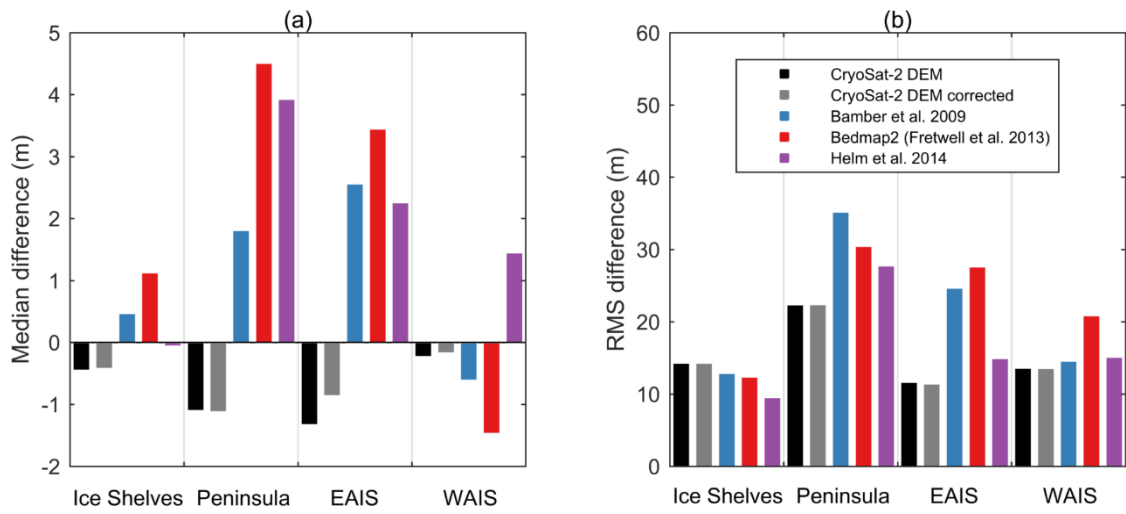 (a)
Median difference (m)
5
4
3
2
1
0
-1
-2
Ice Shelves Peninsula EAIS WAIS
(b)
RMS difference (m)
60
50
40
30
20
10
0
CryoSat-2 DEM
CryoSat-2 DEM corrected
Bamber et al. 2009
Bedmap2 (Fretwell et al. 2013)
Helm et al. 2014
Ice Shelves Peninsula EAIS WAIS